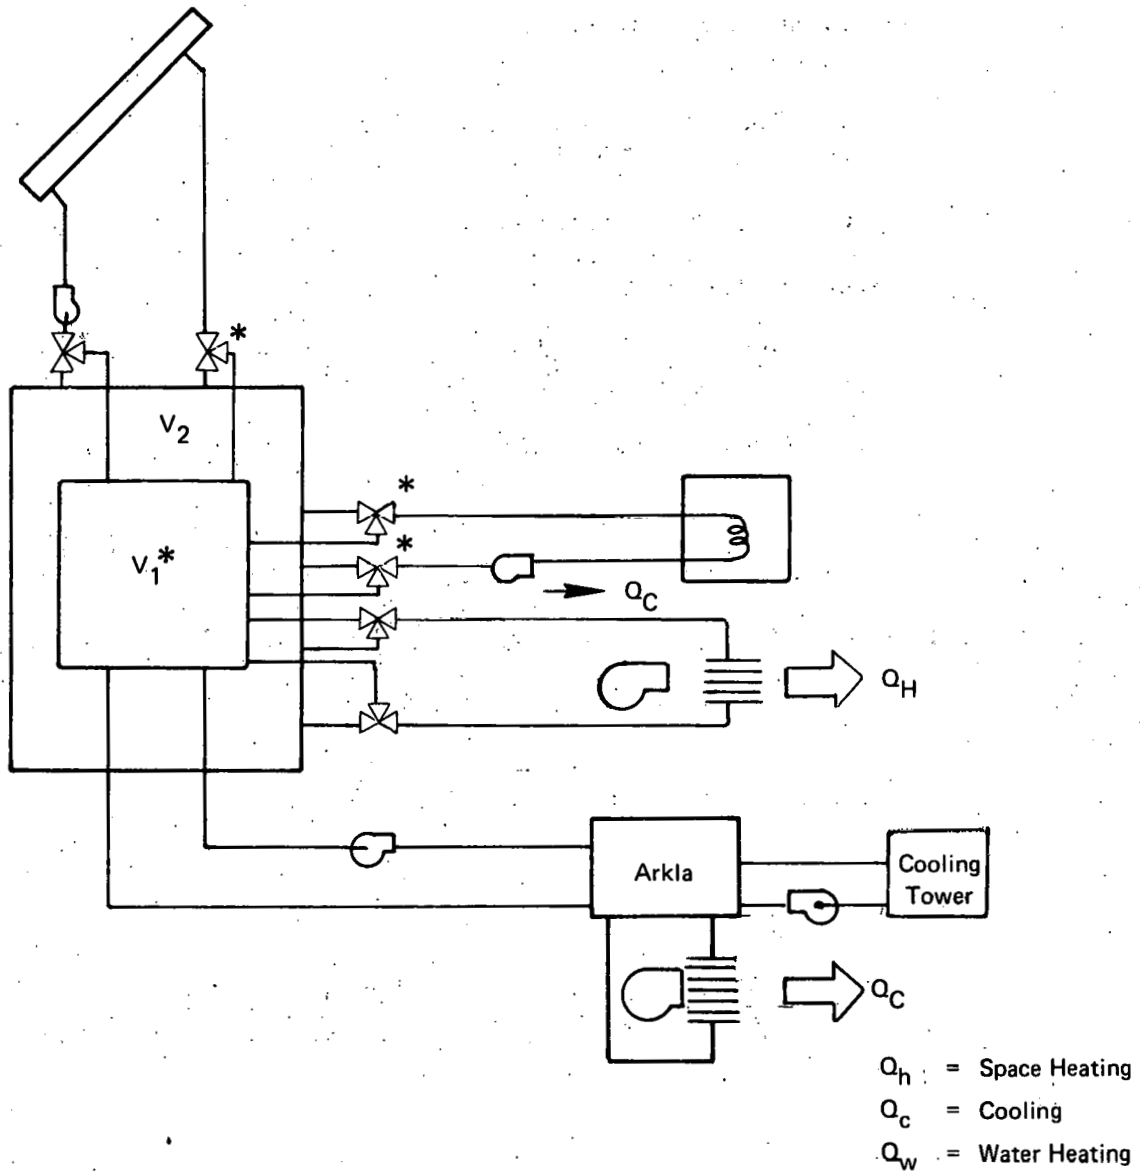 *
V2
*
*
V1*
QC
QH
Arkla
Cooling
Tower
QC
Qh = Space Heating
Qc = Cooling
Qw = Water Heating